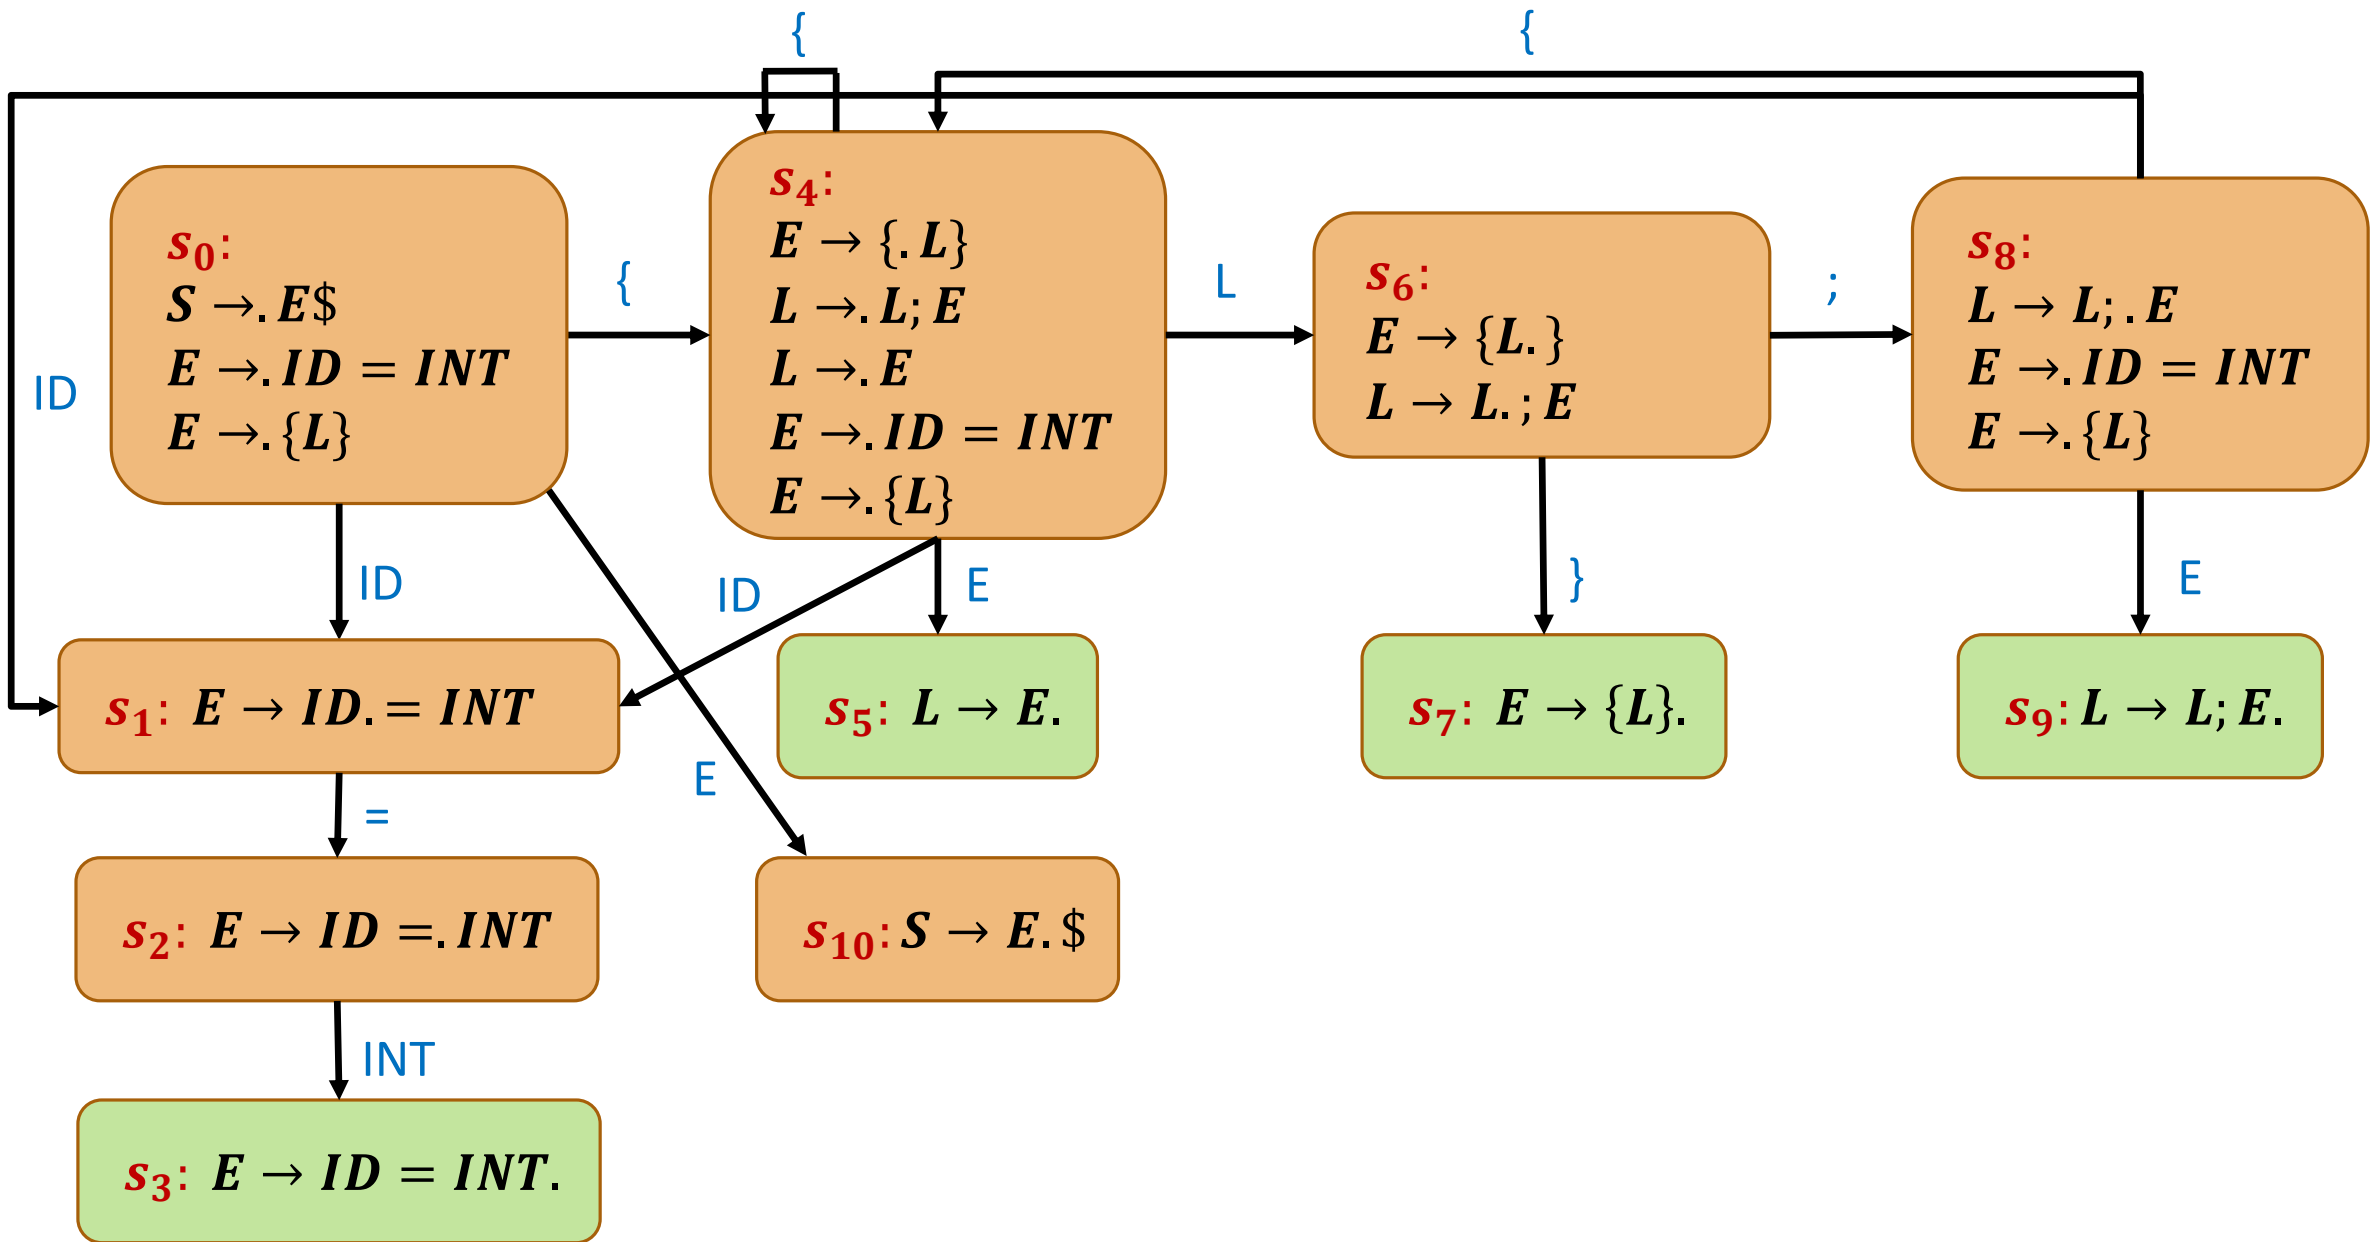 {
{
s₀:
S →. E$
E →. ID = INT
E →. {L}
{
s₄:
E → {. L}
L →. L; E
L →. E
E →. ID = INT
E →. {L}
L
s₆:
E → {L. }
L → L. ; E
;
s₈:
L → L; . E
E →. ID = INT
E →. {L}
ID
ID
ID
E
}
E
s₁: E → ID. = INT
s₅: L → E.
s₇: E → {L}.
s₉: L → L; E.
E
=
s₂: E → ID =. INT
s₁₀: S → E. $
INT
s₃: E → ID = INT.